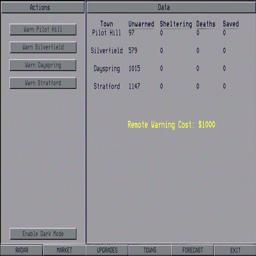 Actions Data
Warn Pilot Hill
Warn Silverfield
Warn Dayspring
Warn Stratford
Town Unwarned Sheltering Deaths Saved
Pilot Hill 97 0 0 0
Silverfield 579 0 0 0
Dayspring 1015 0 0 0
Stratford 1147 0 0 0
Remote Warning Cost: $1000
Enable Dark Mode
RADAR MARKET UPGRADES TOWNS FORECAST EXIT